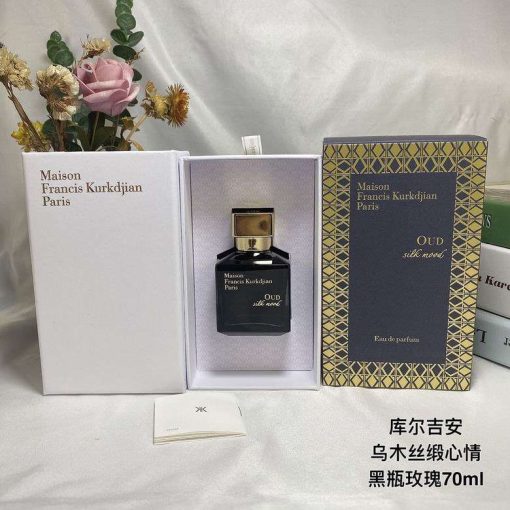 Maison
Francis Kurkdjian
Paris
Maison
Francis Kurkdjian
Paris
OUD
silk mood
Maison
Francis Kurkdjian
Paris
OUD
silk mood
Eau de parfum
库尔吉安
乌木丝缎心情
黑瓶玫瑰70ml